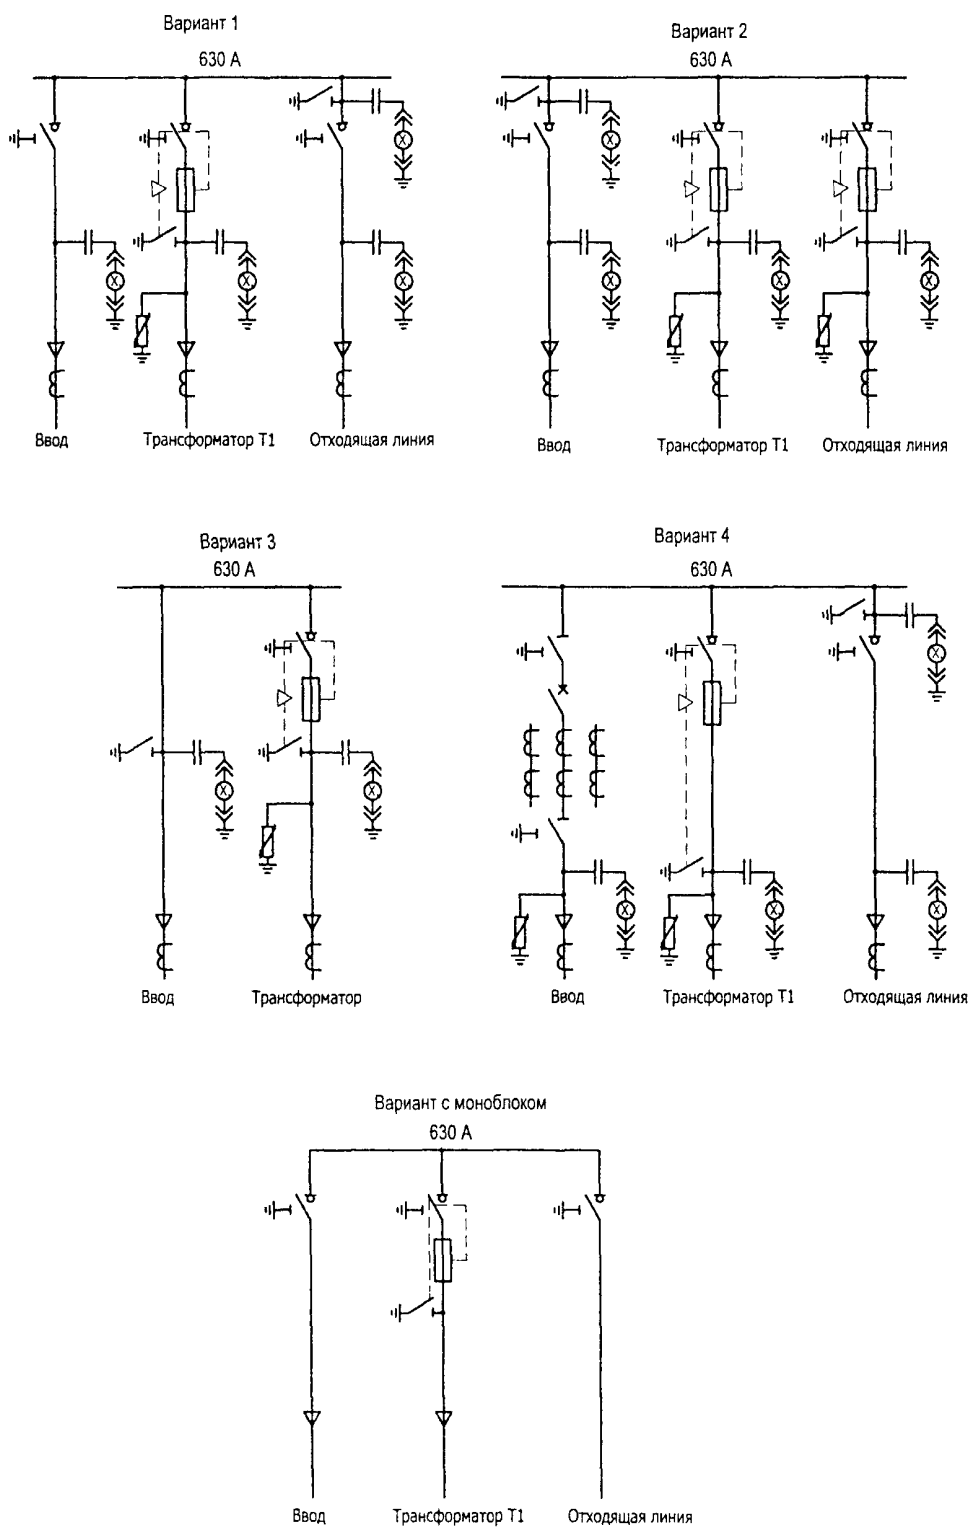 Вариант 1
630 А
Ввод
Трансформатор Т1
Отходящая линия
Вариант 2
630 А
Ввод
Трансформатор Т1
Отходящая линия
Вариант 3
630 А
Ввод
Трансформатор
Вариант 4
630 А
Ввод
Трансформатор Т1
Отходящая линия
Вариант с моноблоком
630 А
Ввод
Трансформатор Т1
Отходящая линия